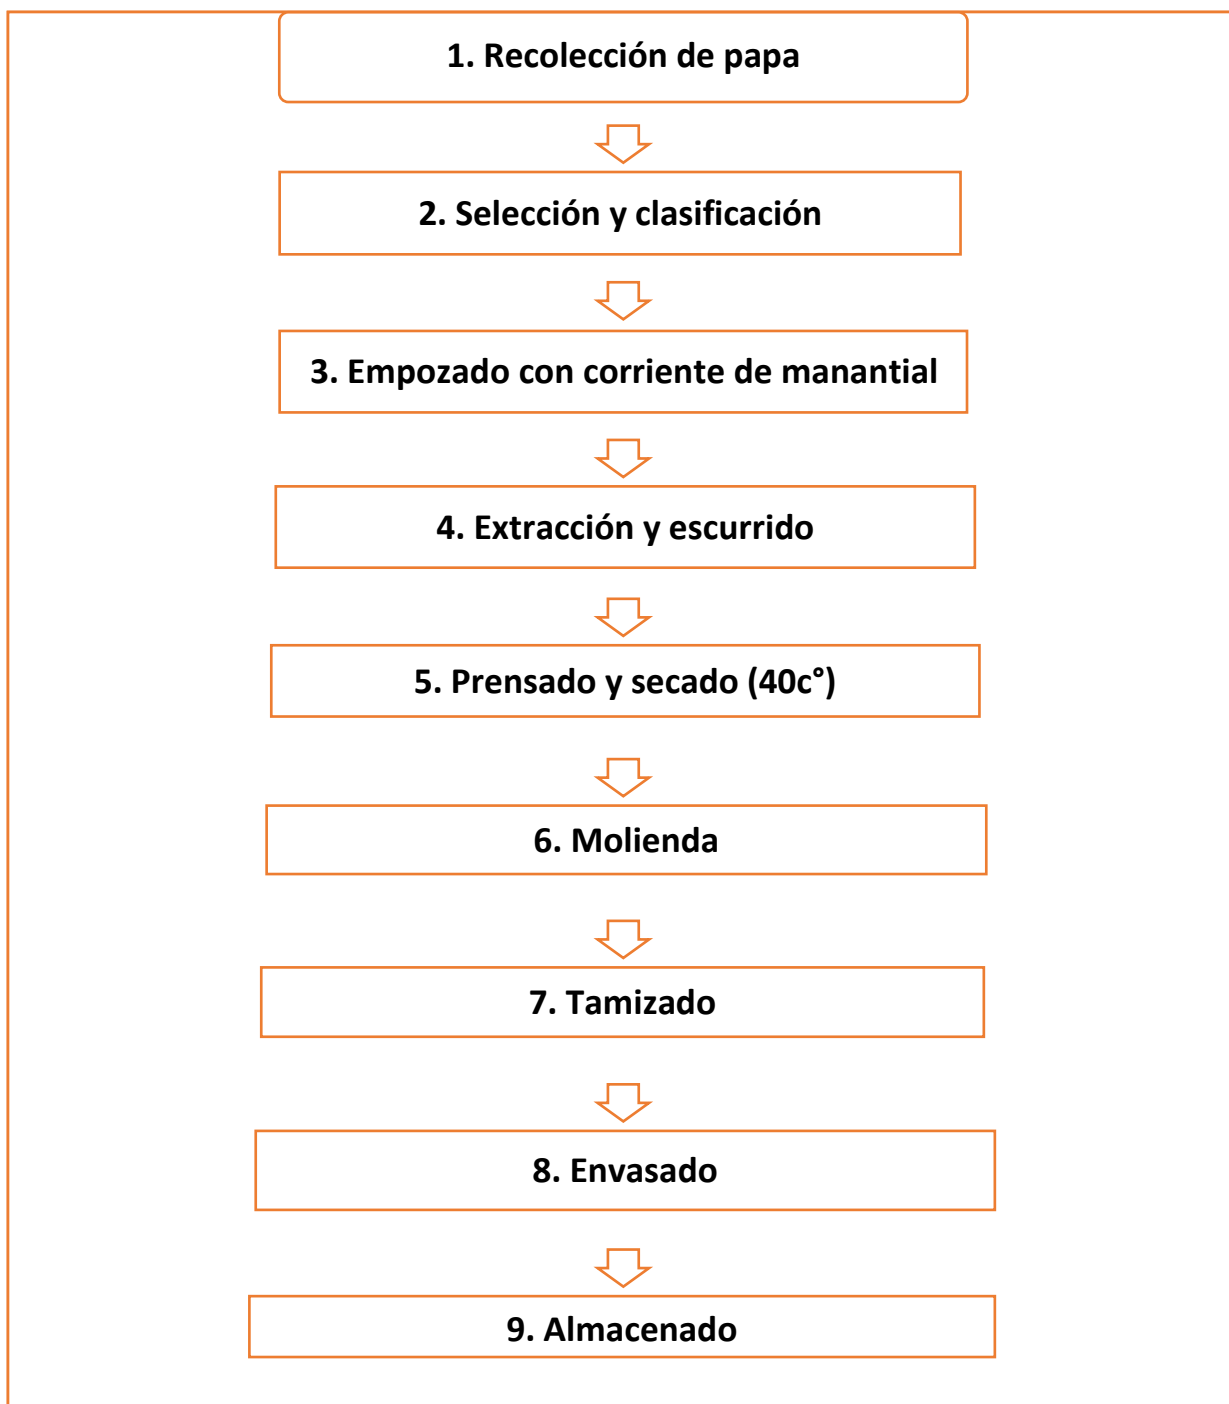 1. Recolección de papa
2. Selección y clasificación
3. Empozado con corriente de manantial
4. Extracción y escurrido
5. Prensado y secado (40c°)
6. Molienda
7. Tamizado
8. Envasado
9. Almacenado